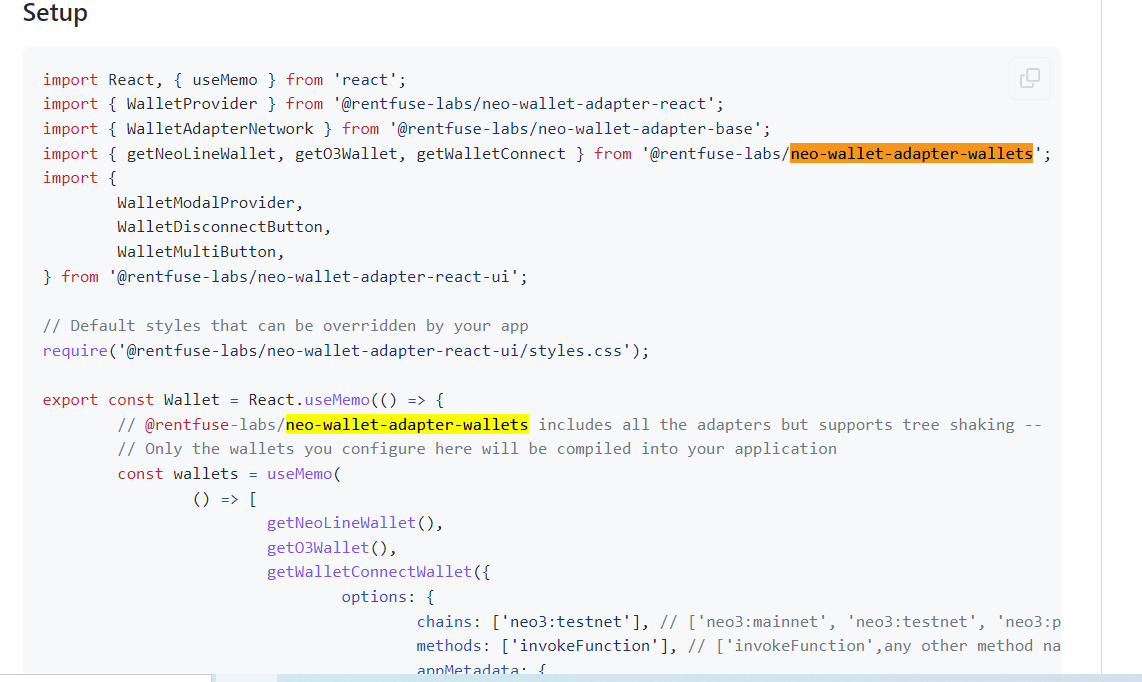 Setup
import React, { useMemo } from 'react';
import { WalletProvider } from '@rentfuse-labs/neo-wallet-adapter-react';
import { WalletAdapterNetwork } from '@rentfuse-labs/neo-wallet-adapter-base';
import { getNeoLineWallet, getO3Wallet, getWalletConnect } from '@rentfuse-labs/neo-wallet-adapter-wallets';
import {
WalletModalProvider,
WalletDisconnectButton,
WalletMultiButton,
} from '@rentfuse-labs/neo-wallet-adapter-react-ui';
// Default styles that can be overridden by your app
require('@rentfuse-labs/neo-wallet-adapter-react-ui/styles.css');
export const Wallet = React.useMemo(() => {
// @rentfuse-labs/neo-wallet-adapter-wallets includes all the adapters but supports tree shaking --
// Only the wallets you configure here will be compiled into your application
const wallets = useMemo(
() => [
getNeoLineWallet(),
getO3Wallet(),
getWalletConnectWallet({
options: {
chains: ['neo3:testnet'], // ['neo3:mainnet', 'neo3:testnet', 'neo3:p
methods: ['invokeFunction'], // ['invokeFunction',any other method na
appMetadata: {